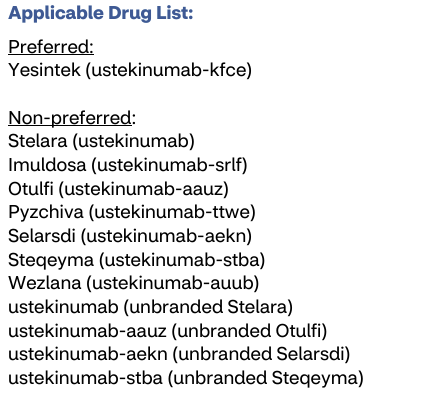 Applicable Drug List:
Preferred:
Yesintek (ustekinumab-kfce)
Non-preferred:
Stelara (ustekinumab)
Imuldosa (ustekinumab-srlf)
Otulfi (ustekinumab-aauz)
Pyzchiva (ustekinumab-ttwe)
Selarsdi (ustekinumab-aekn)
Steqeyma (ustekinumab-stba)
Wezlana (ustekinumab-auub)
ustekinumab (unbranded Stelara)
ustekinumab-aauz (unbranded Otulfi)
ustekinumab-aekn (unbranded Selarsdi)
ustekinumab-stba (unbranded Steqeyma)